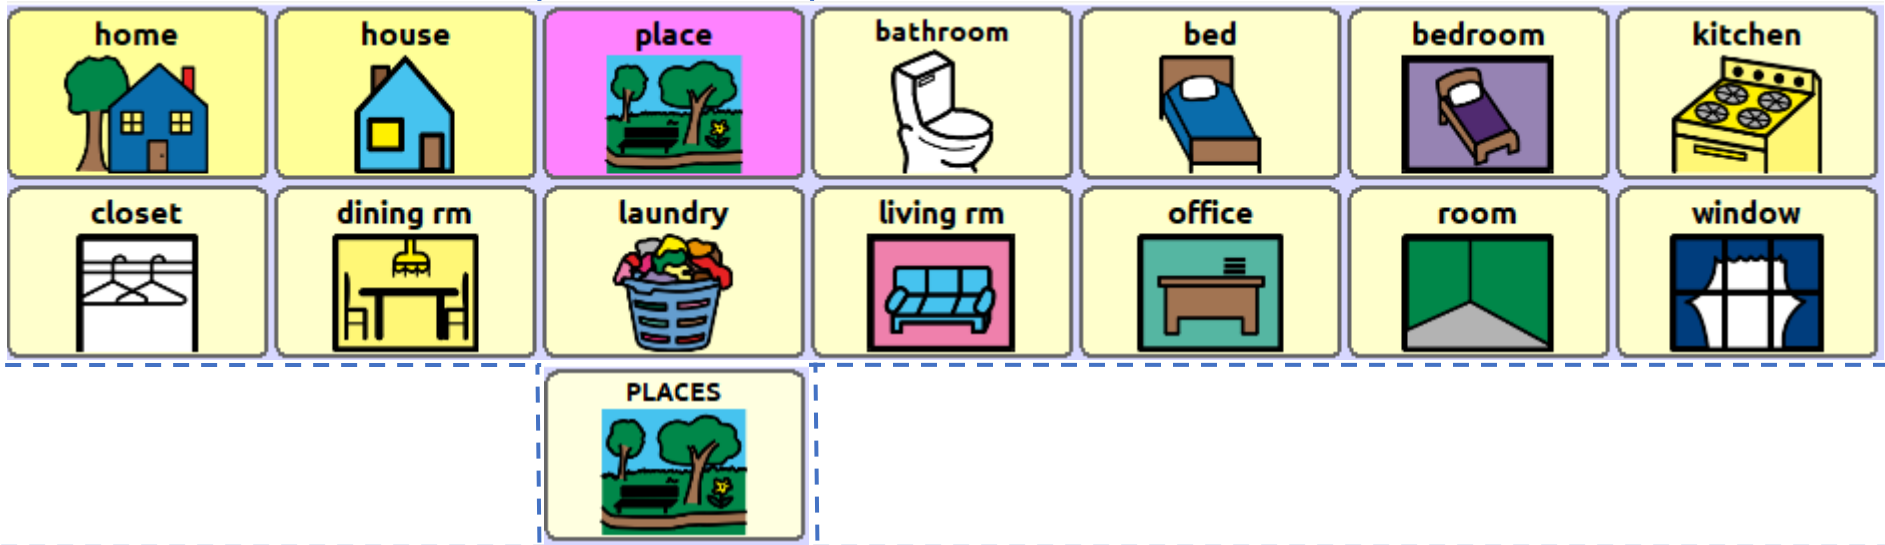 home
house
place
bathroom
bed
bedroom
kitchen
closet
dining rm
laundry
living rm
office
room
window
PLACES